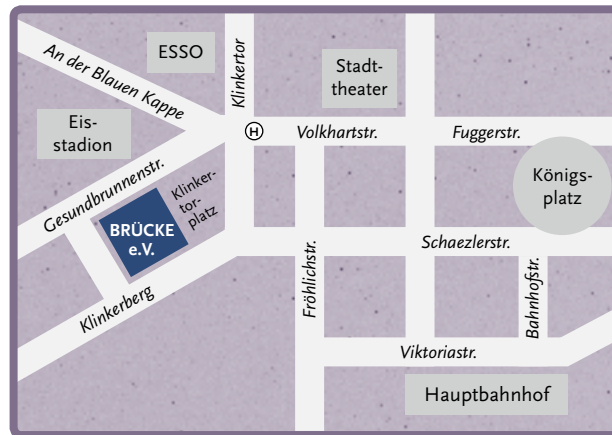 An der Blauen Kappe
ESSO
Klinkertor
Stadt-
theater
Eis-
stadion
H
Volkhartstr.
Fuggerstr.
Gesundbrunnenstr.
Klinker-
tor-
platz
Königs-
platz
BRÜCKE
e.V.
Schaezlerstr.
Klinkerberg
Fröhlichstr.
Bahnhofstr.
Viktoriastr.
Hauptbahnhof